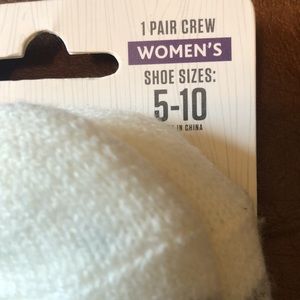 1 PAIR CREW
WOMEN'S
SHOE SIZES:
5-10
IN CHINA